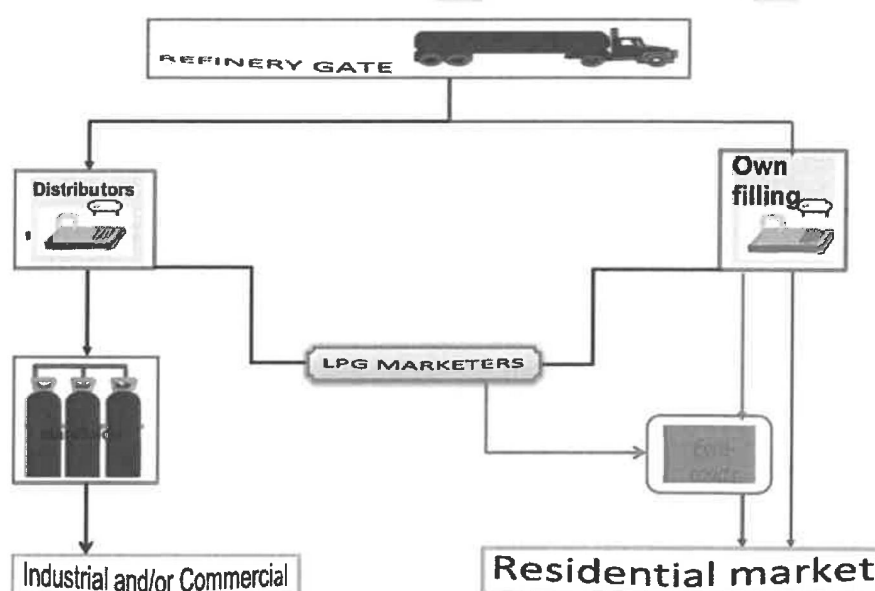 REFINERY GATE
Distributors
Own
filling
LPG MARKETERS
Industrial and/or Commercial
Residential market